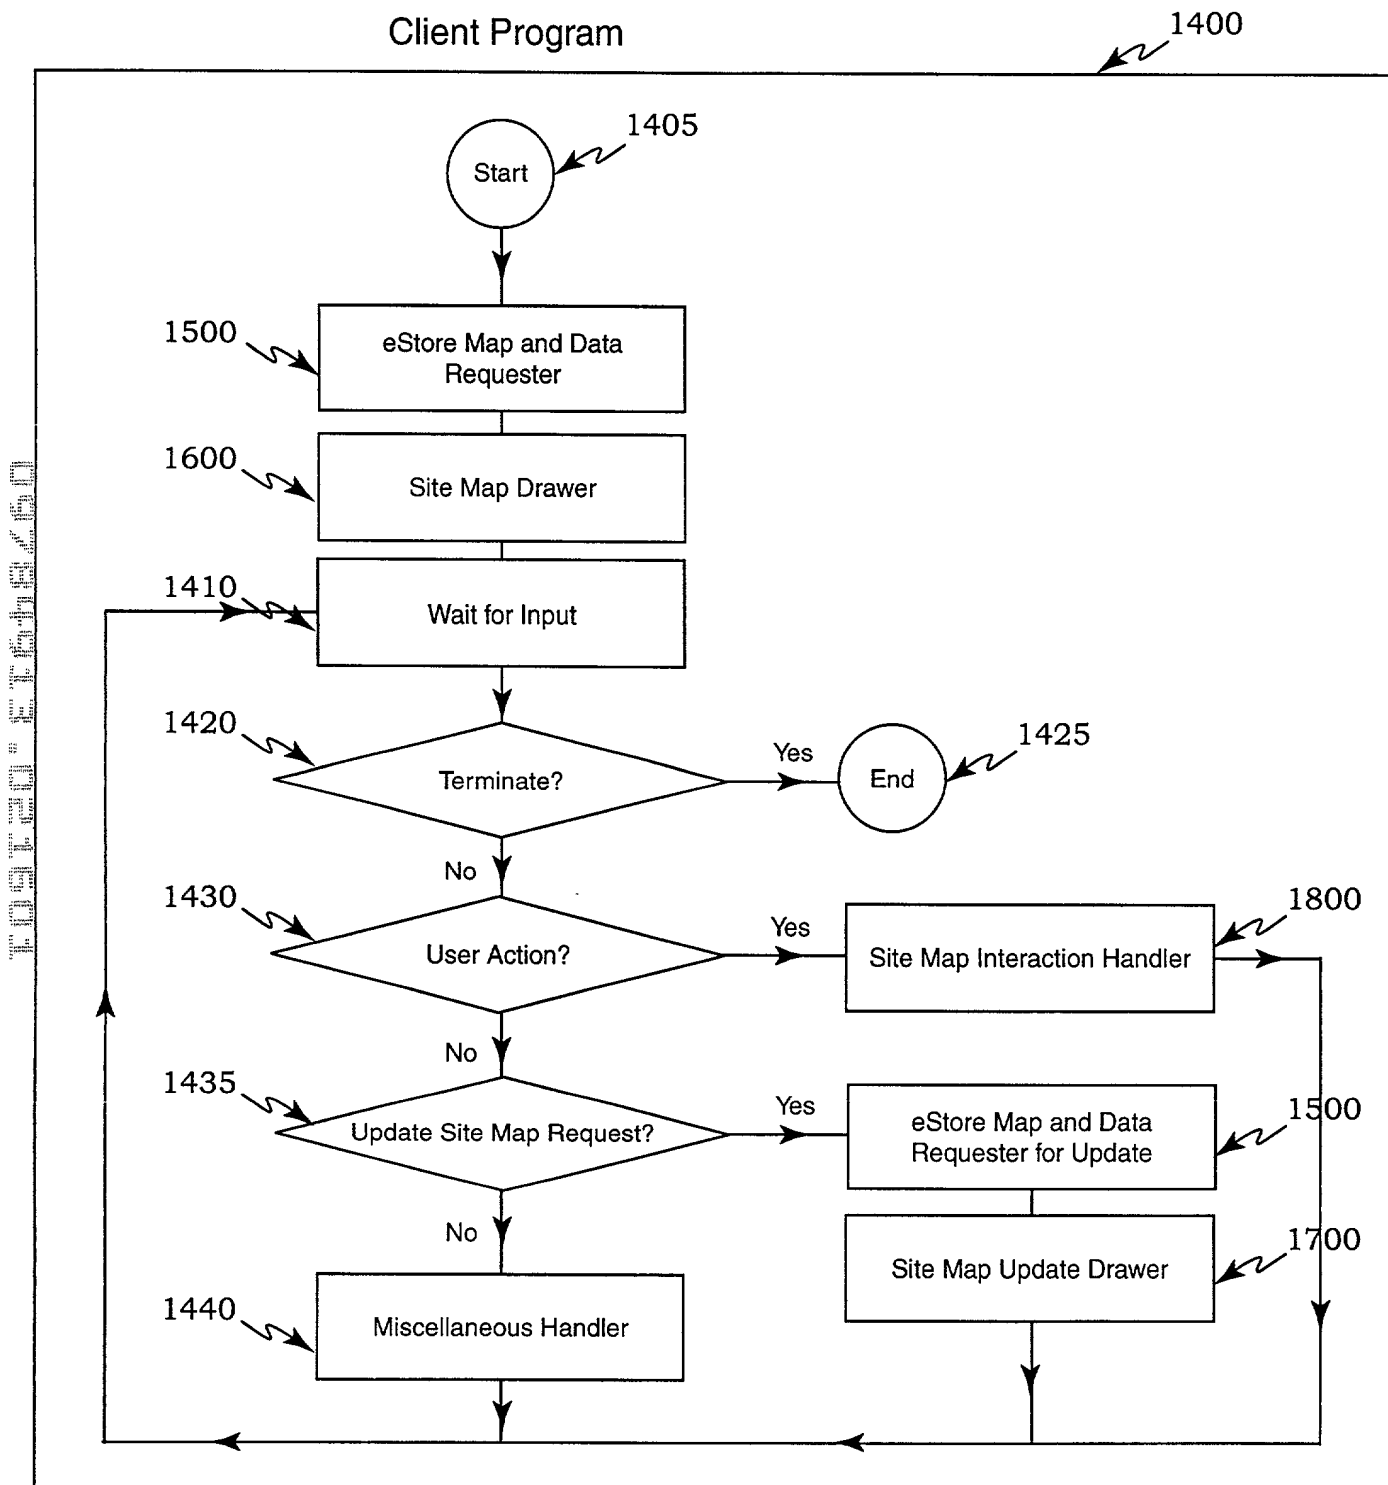 Client Program
1400
1405
Start
1500
eStore Map and Data
Requester
1600
Site Map Drawer
1410
Wait for Input
1420
Terminate?
Yes
End
1425
No
1430
User Action?
Yes
Site Map Interaction Handler
1800
No
1435
Update Site Map Request?
Yes
eStore Map and Data
Requester for Update
1500
No
Site Map Update Drawer
1700
1440
Miscellaneous Handler